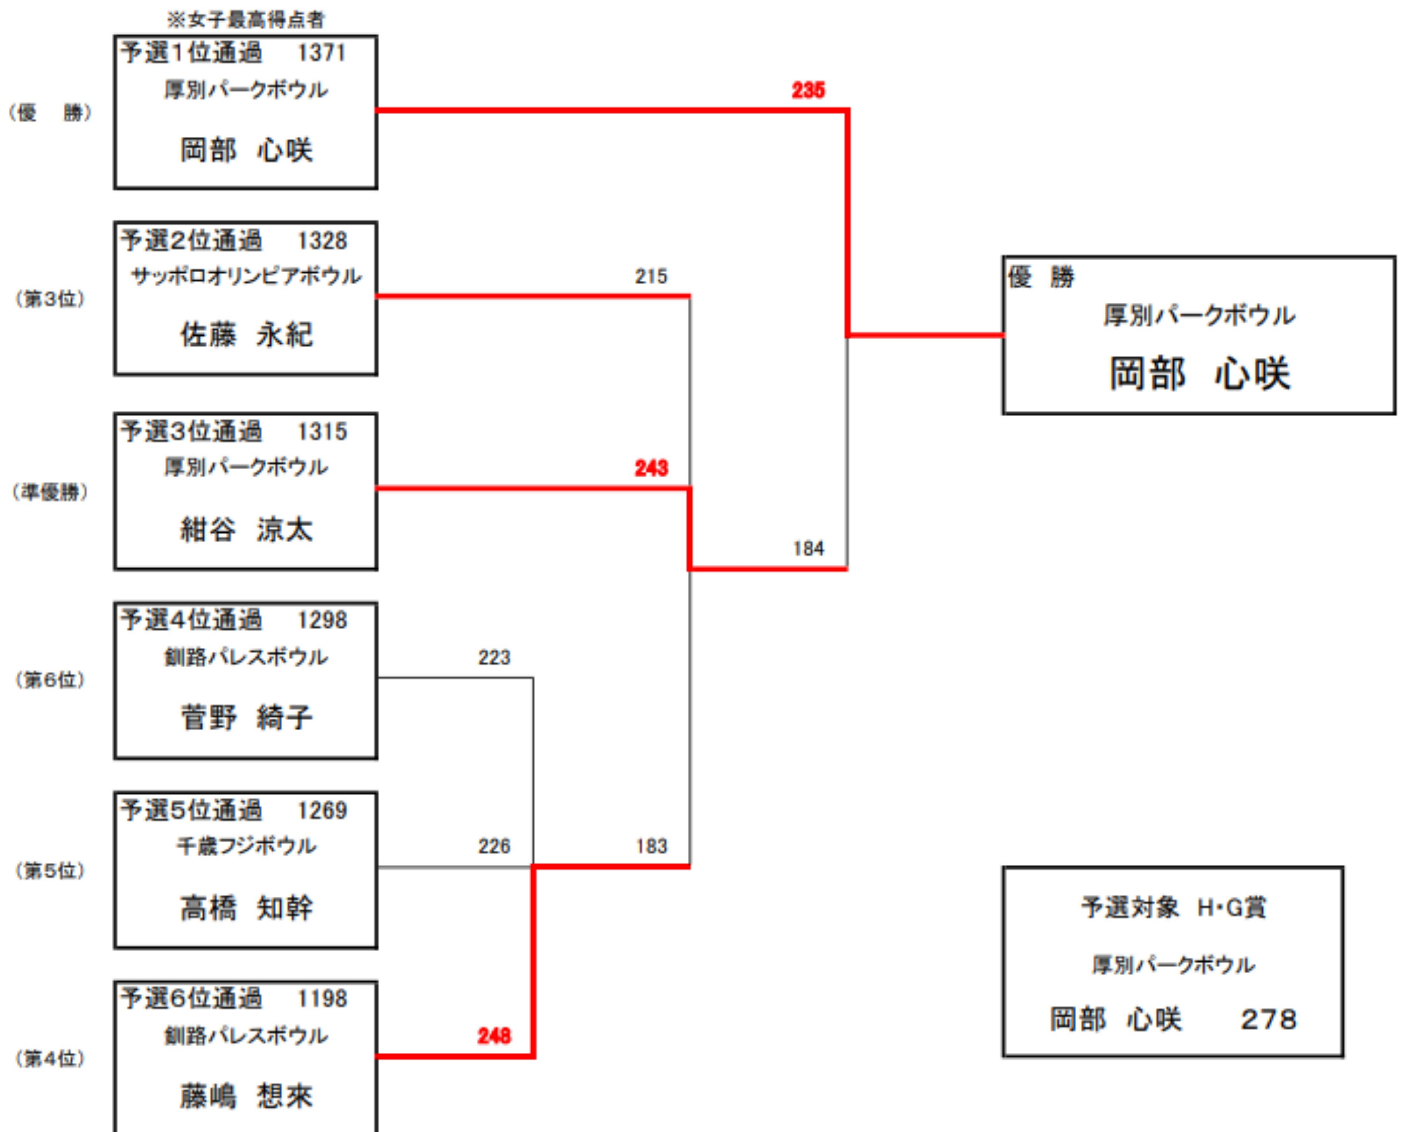 ※女子最高得点者
予選1位通過 1371
厚別パークボウル
(優 勝)
岡部 心咲
235
予選2位通過 1328
サッポロオリンピアボウル
(第3位)
佐藤 永紀
215
優 勝
厚別パークボウル
岡部 心咲
予選3位通過 1315
厚別パークボウル
(準優勝)
紺谷 涼太
243
184
予選4位通過 1298
釧路パレスボウル
(第6位)
菅野 綺子
223
予選5位通過 1269
千歳フジボウル
(第5位)
高橋 知幹
226
183
予選6位通過 1198
釧路パレスボウル
(第4位)
藤嶋 想來
248
予選対象 H・G賞
厚別パークボウル
岡部 心咲 278